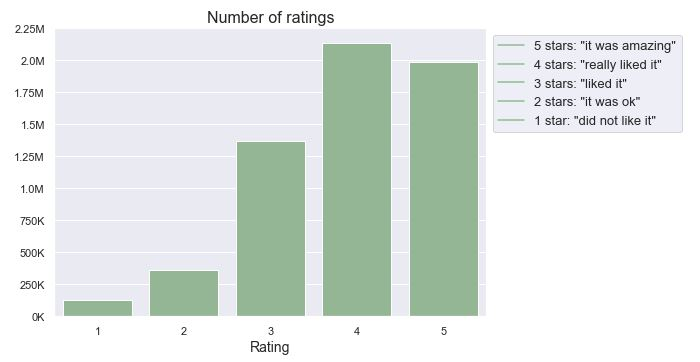 Number of ratings
2.25M
2.0M
1.75M
1.5M
1.25M
1.0M
750K
500K
250K
0K
1 2 3 4 5
Rating
5 stars: "it was amazing"
4 stars: "really liked it"
3 stars: "liked it"
2 stars: "it was ok"
1 star: "did not like it"